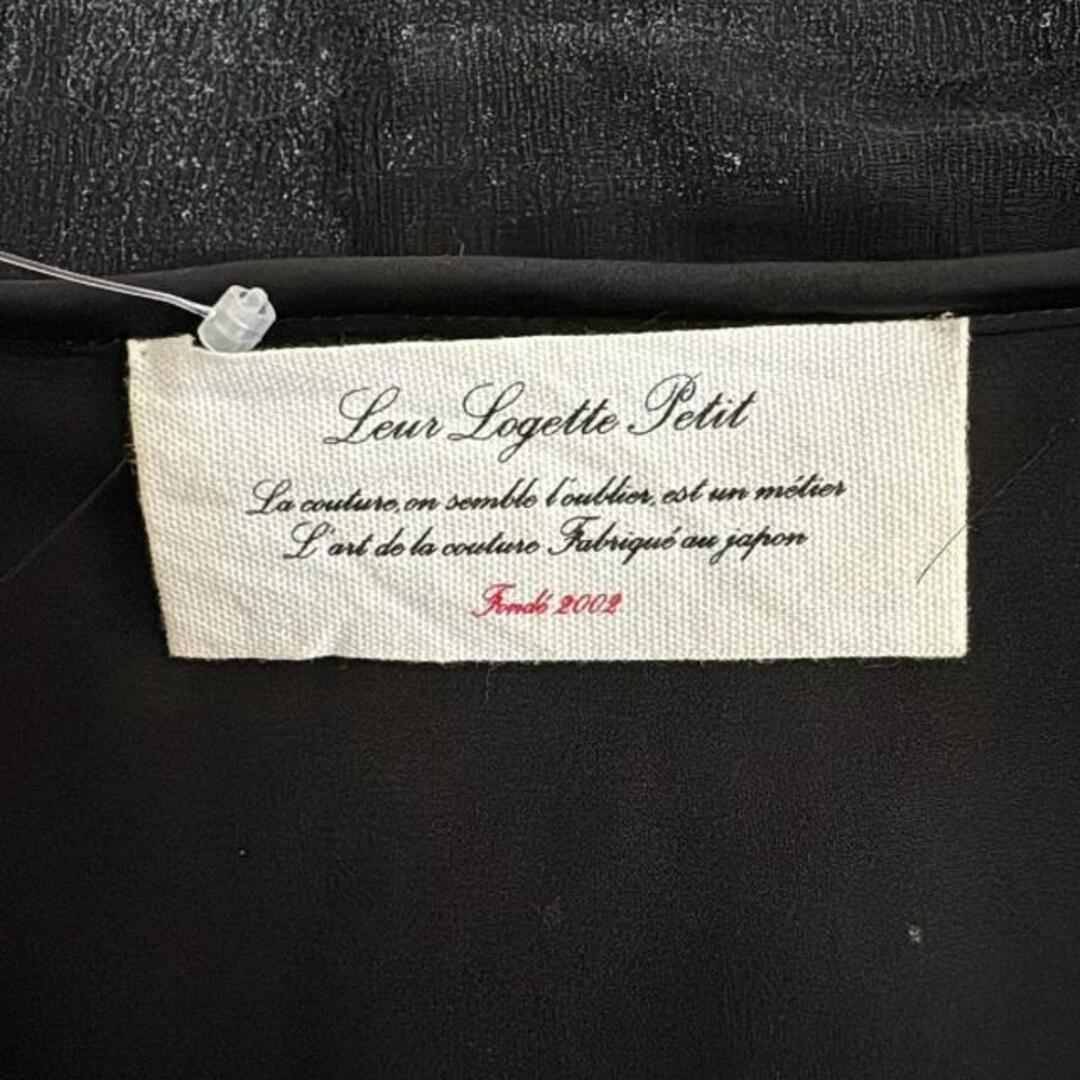 Leur Logette Petit
La couture, on semble l'oublier, est un métier
L'art de la couture Fabriqué au japon
Fondé 2002